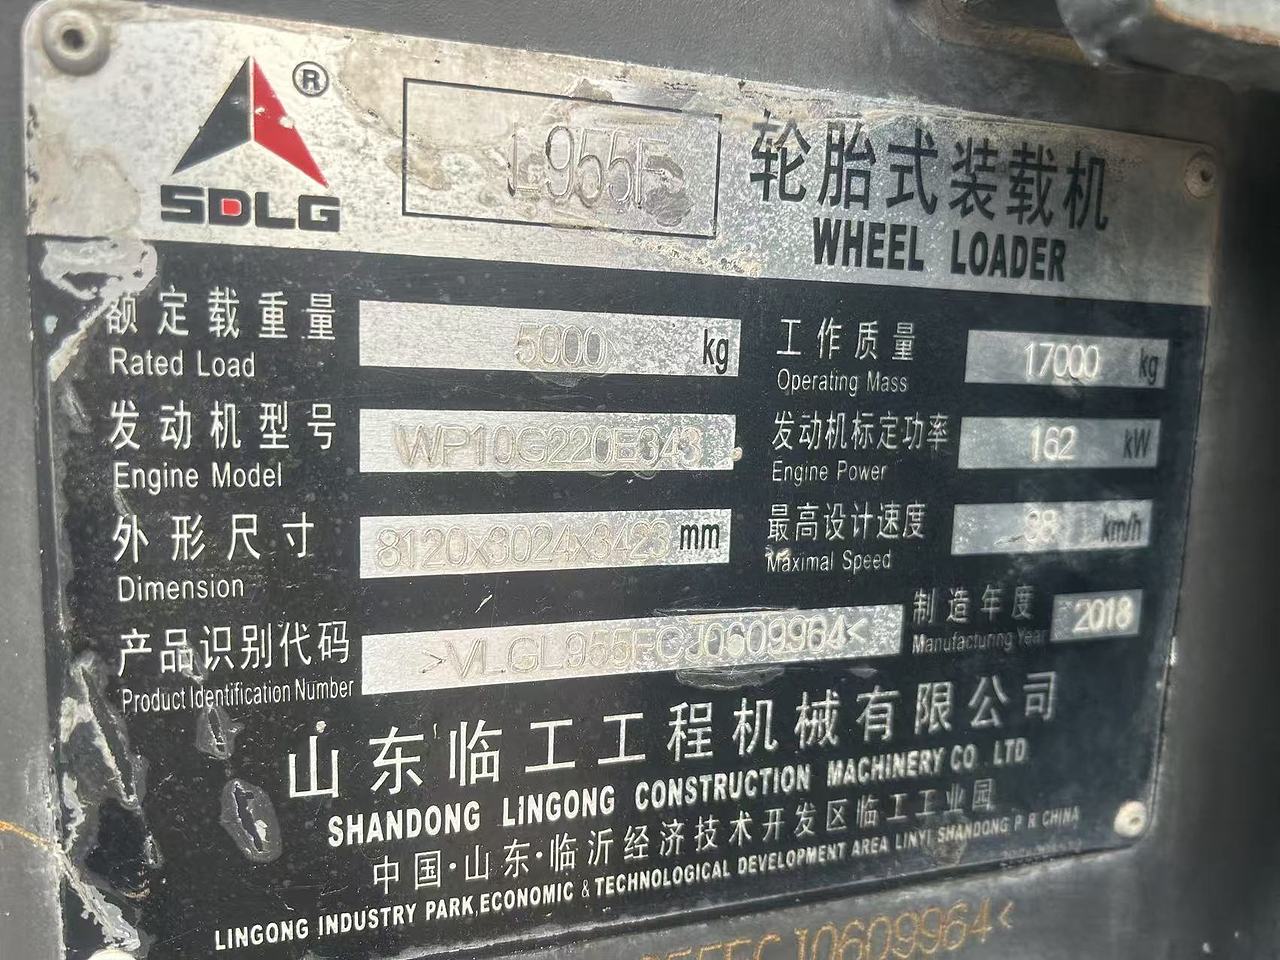 ®
SDLG
L955F
轮胎式装载机
WHEEL LOADER
额定载重量
Rated Load
5000 kg
工作质量
Operating Mass
17000 kg
发动机型号
Engine Model
WP10G220E343
发动机标定功率
Engine Power
162 kW
外形尺寸
Dimension
8120x3024x3423 mm
最高设计速度
Maximal Speed
38 km/h
产品识别代码
Product Identification Number
>VLGL955FCJ0609964<
制造年度
Manufacturing Year
2018
山东临工工程机械有限公司
SHANDONG LINGONG CONSTRUCTION MACHINERY CO LTD
中国·山东·临沂经济技术开发区临工工业园
LINGONG INDUSTRY PARK,ECONOMIC & TECHNOLOGICAL DEVELOPMENT AREA LINYI SHANDONG P R CHINA
955FCJ0609964<